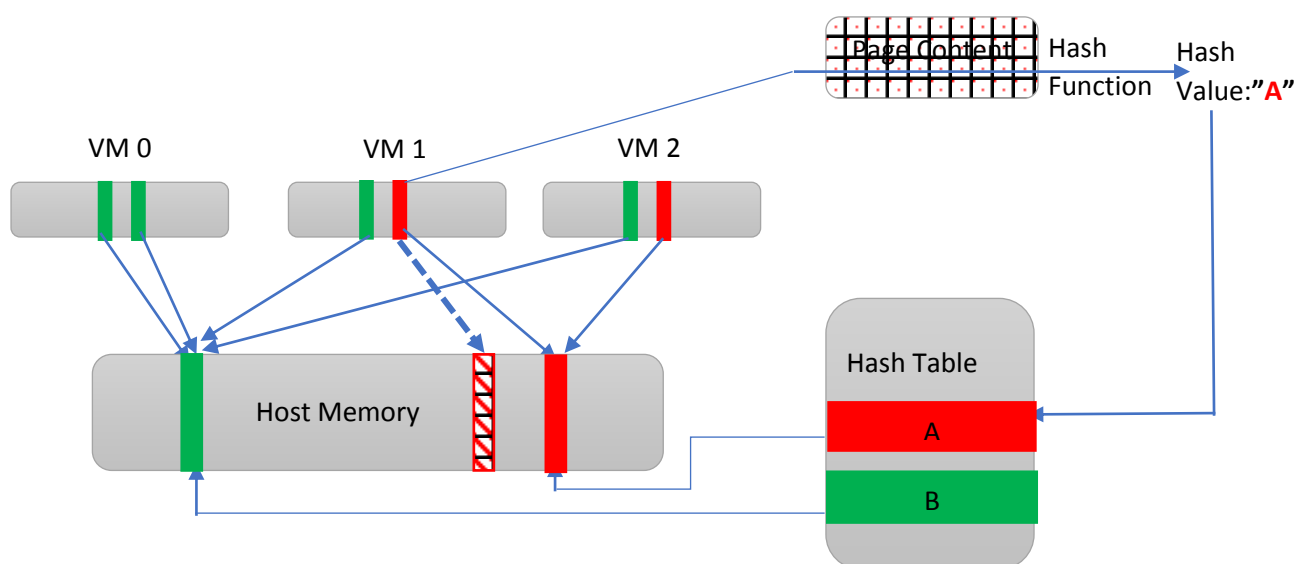 Page Content
Hash
Function
Hash
Value:”A”
VM 0
VM 1
VM 2
Host Memory
Hash Table
A
B